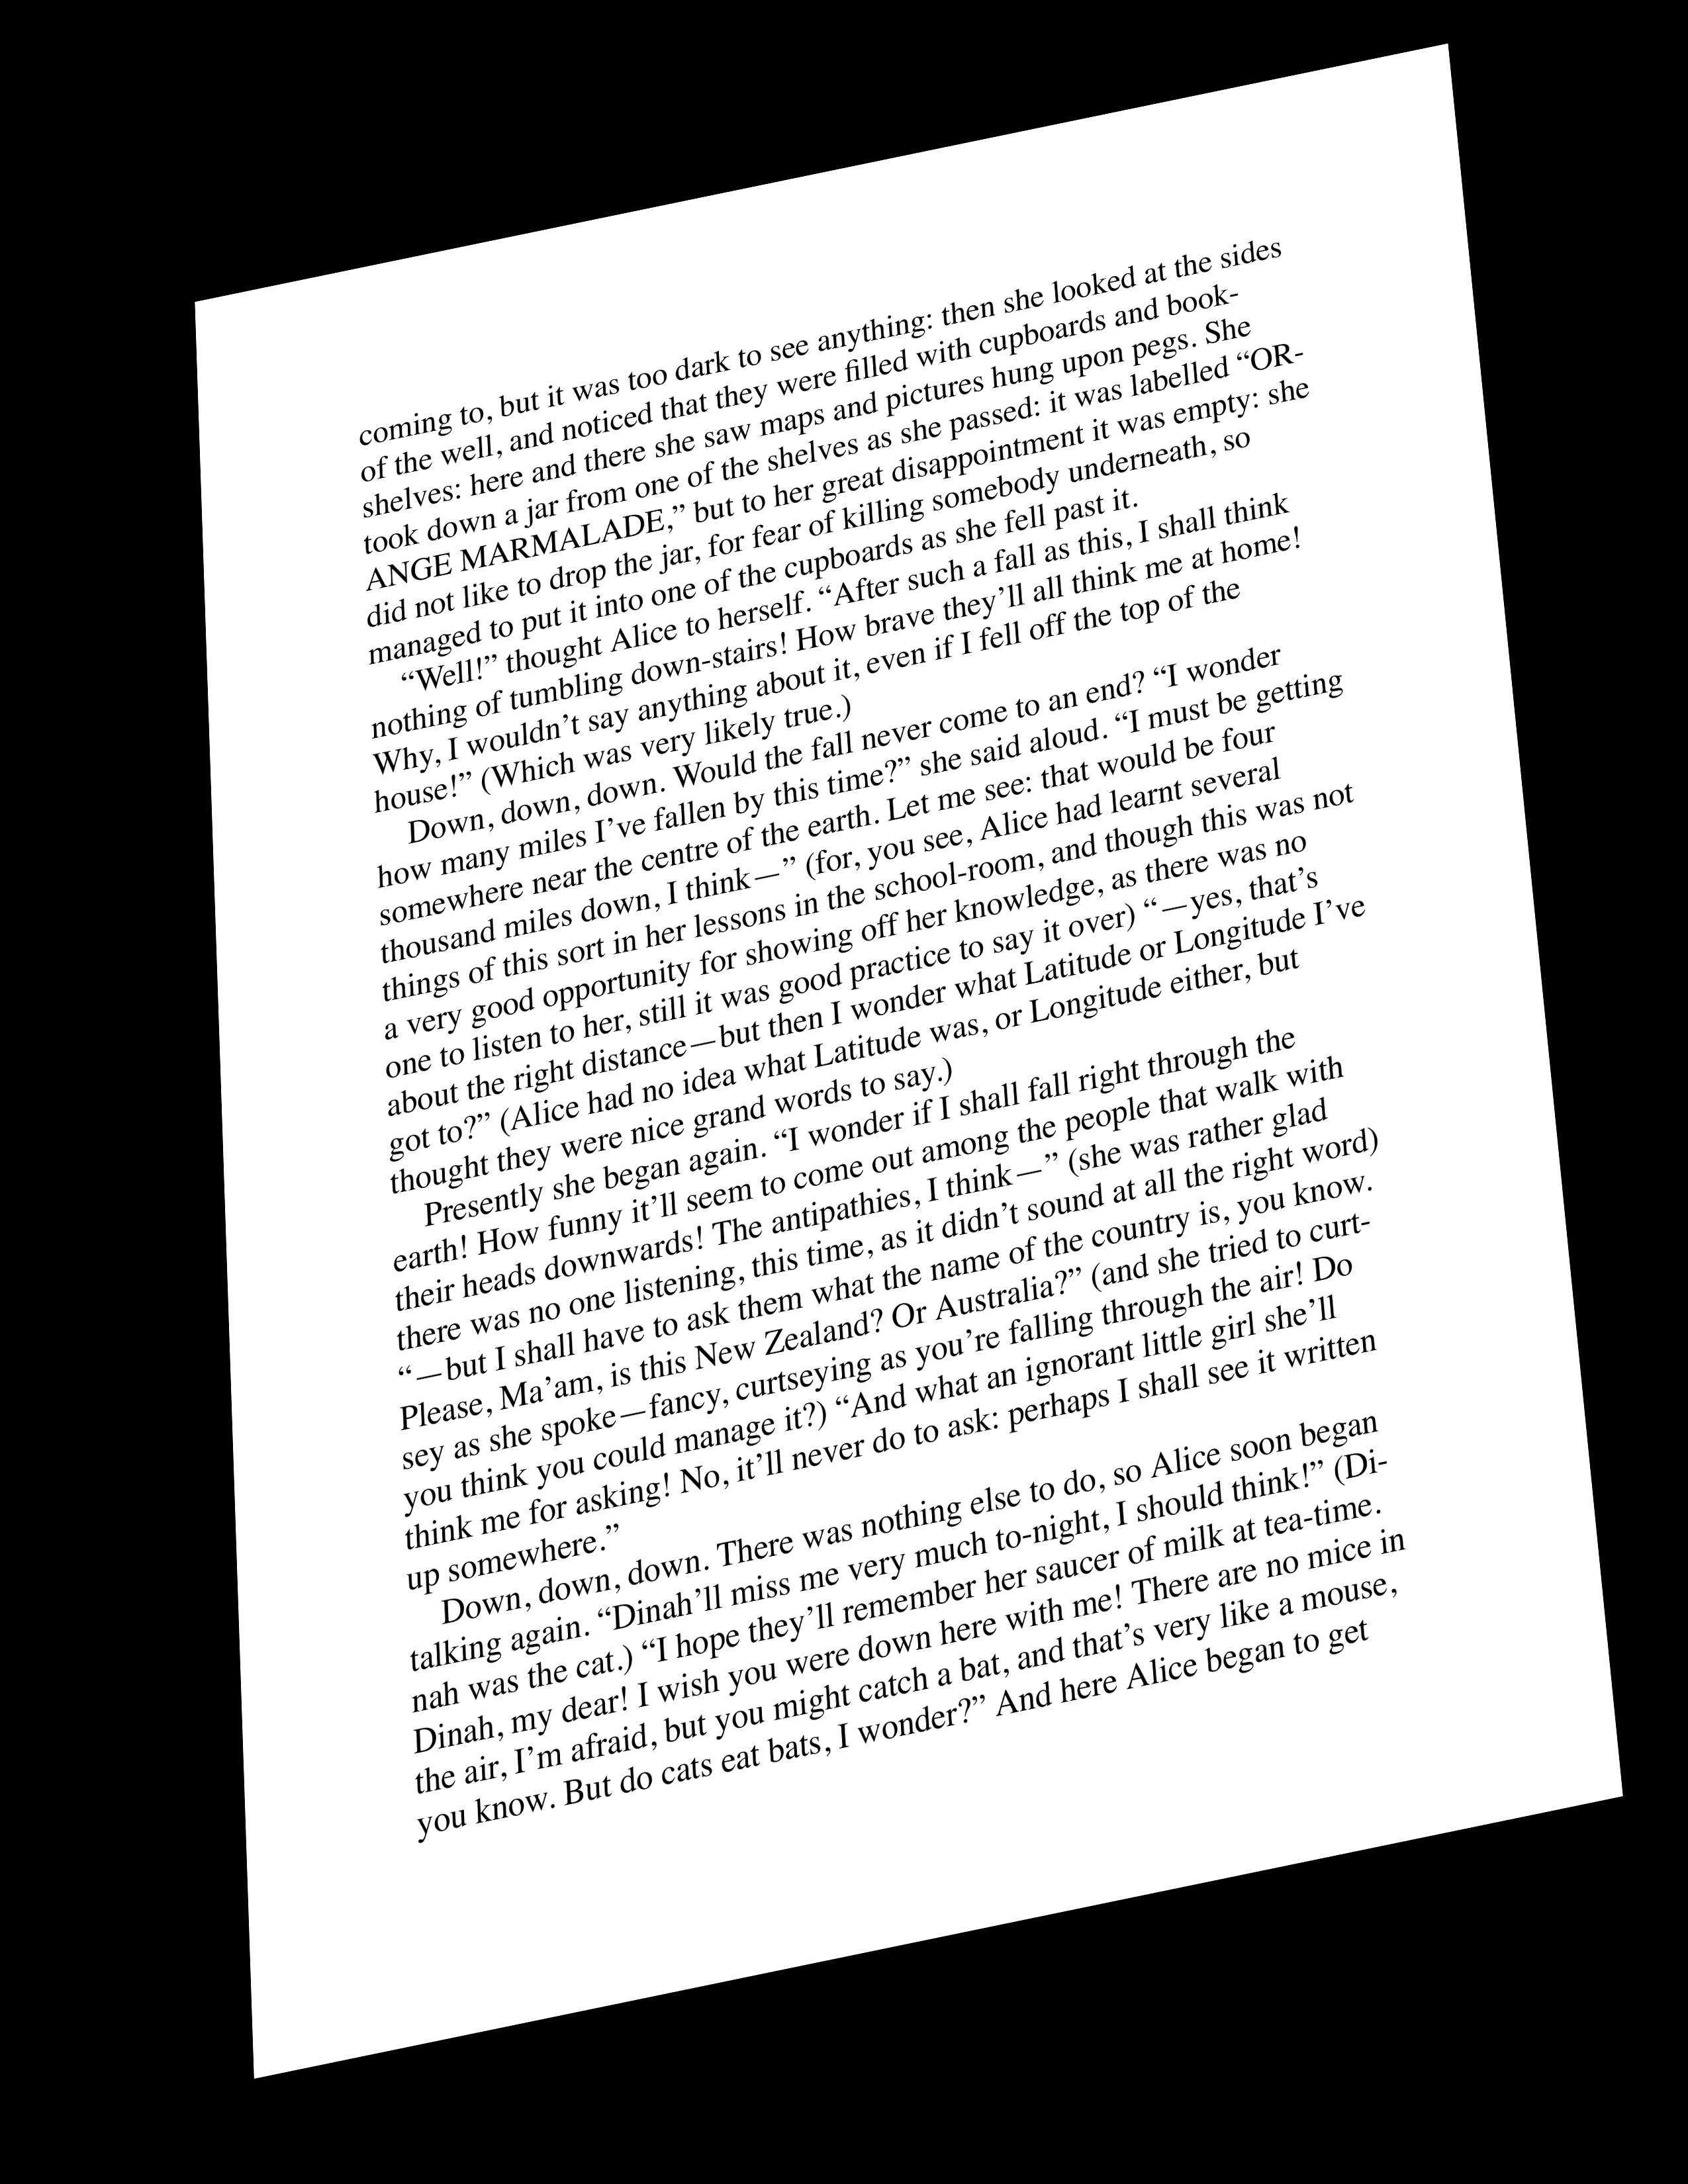 coming to, but it was too dark to see anything: then she looked at the sides
of the well, and noticed that they were filled with cupboards and book-
shelves: here and there she saw maps and pictures hung upon pegs. She
took down a jar from one of the shelves as she passed: it was labelled “OR-
ANGE MARMALADE,” but to her great disappointment it was empty: she
did not like to drop the jar, for fear of killing somebody underneath, so
managed to put it into one of the cupboards as she fell past it.
“Well!” thought Alice to herself. “After such a fall as this, I shall think
nothing of tumbling down-stairs! How brave they’ll all think me at home!
Why, I wouldn’t say anything about it, even if I fell off the top of the
house!” (Which was very likely true.)
Down, down, down. Would the fall never come to an end? “I wonder
how many miles I’ve fallen by this time?” she said aloud. “I must be getting
somewhere near the centre of the earth. Let me see: that would be four
thousand miles down, I think—” (for, you see, Alice had learnt several
things of this sort in her lessons in the school-room, and though this was not
a very good opportunity for showing off her knowledge, as there was no
one to listen to her, still it was good practice to say it over) “—yes, that’s
about the right distance—but then I wonder what Latitude or Longitude I’ve
got to?” (Alice had no idea what Latitude was, or Longitude either, but
thought they were nice grand words to say.)
Presently she began again. “I wonder if I shall fall right through the
earth! How funny it’ll seem to come out among the people that walk with
their heads downwards! The antipathies, I think—” (she was rather glad
there was no one listening, this time, as it didn’t sound at all the right word)
“—but I shall have to ask them what the name of the country is, you know.
Please, Ma’am, is this New Zealand? Or Australia?” (and she tried to curt-
sey as she spoke—fancy, curtseying as you’re falling through the air! Do
you think you could manage it?) “And what an ignorant little girl she’ll
think me for asking! No, it’ll never do to ask: perhaps I shall see it written
up somewhere.”
Down, down, down. There was nothing else to do, so Alice soon began
talking again. “Dinah’ll miss me very much to-night, I should think!” (Di-
nah was the cat.) “I hope they’ll remember her saucer of milk at tea-time.
Dinah, my dear! I wish you were down here with me! There are no mice in
the air, I’m afraid, but you might catch a bat, and that’s very like a mouse,
you know. But do cats eat bats, I wonder?” And here Alice began to get